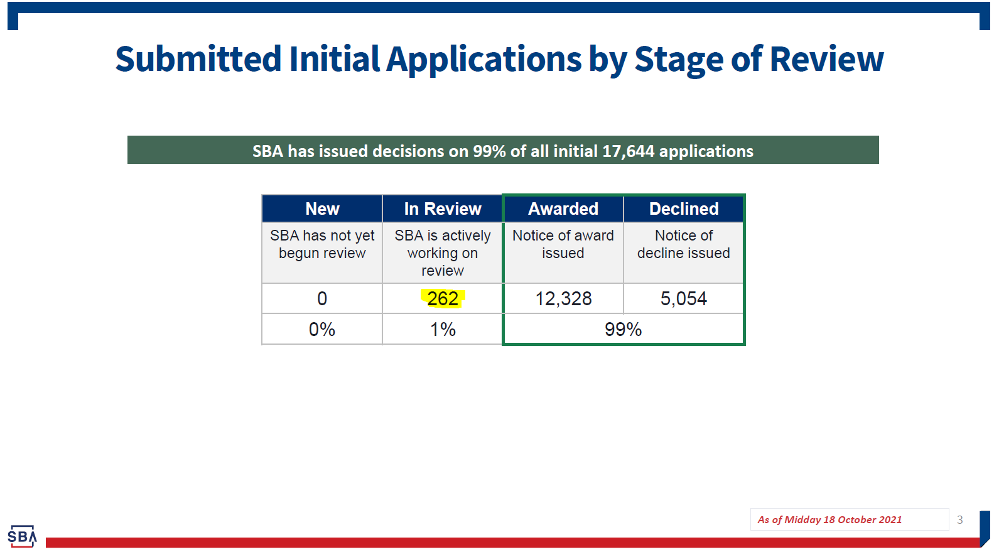 Submitted Initial Applications by Stage of Review
SBA has issued decisions on 99% of all initial 17,644 applications
New In Review Awarded Declined
SBA has not yet begun review
SBA is actively working on review
Notice of award issued
Notice of decline issued
0 262 12,328 5,054
0% 1% 99%
As of Midday 18 October 2021
3
SBA